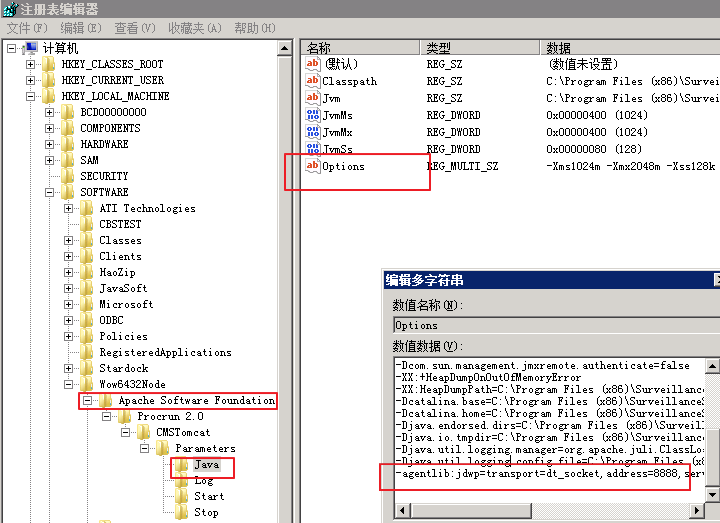 注册表编辑器
文件(F) 编辑(E) 查看(V) 收藏夹(A) 帮助(H)
计算机
HKEY_CLASSES_ROOT
HKEY_CURRENT_USER
HKEY_LOCAL_MACHINE
BCD00000000
COMPONENTS
HARDWARE
SAM
SECURITY
SOFTWARE
ATI Technologies
CBSTEST
Classes
Clients
HaoZip
JavaSoft
Microsoft
ODBC
Policies
RegisteredApplications
Stardock
Wow6432Node
Apache Software Foundation
Procrun 2.0
CMSTomcat
Parameters
Java
Log
Start
Stop
名称 类型 数据
(默认) REG_SZ (数值未设置)
Classpath REG_SZ C:\Program Files (x86)\Surveil
Jvm REG_SZ C:\Program Files (x86)\Surveil
JvmMs REG_DWORD 0x00000400 (1024)
JvmMx REG_DWORD 0x00000400 (1024)
JvmSs REG_DWORD 0x00000080 (128)
Options REG_MULTI_SZ -Xms1024m -Xmx2048m -Xss128k
编辑多字符串
数值名称(N):
Options
数值数据(V):
-Dcom.sun.management.jmxremote.authenticate=false
-XX:+HeapDumpOnOutOfMemoryError
-XX:HeapDumpPath=C:\Program Files (x86)\Surveillance
-Dcatalina.base=C:\Program Files (x86)\Surveillance
-Dcatalina.home=C:\Program Files (x86)\Surveillance
-Djava.endorsed.dirs=C:\Program Files (x86)\Surveill
-Djava.io.tmpdir=C:\Program Files (x86)\Surveillance
-Djava.util.logging.manager=org.apache.juli.ClassLo
-Djava.util.logging.config.file=C:\Program Files (x8
-agentlib:jdwp=transport=dt_socket,address=8888,serv